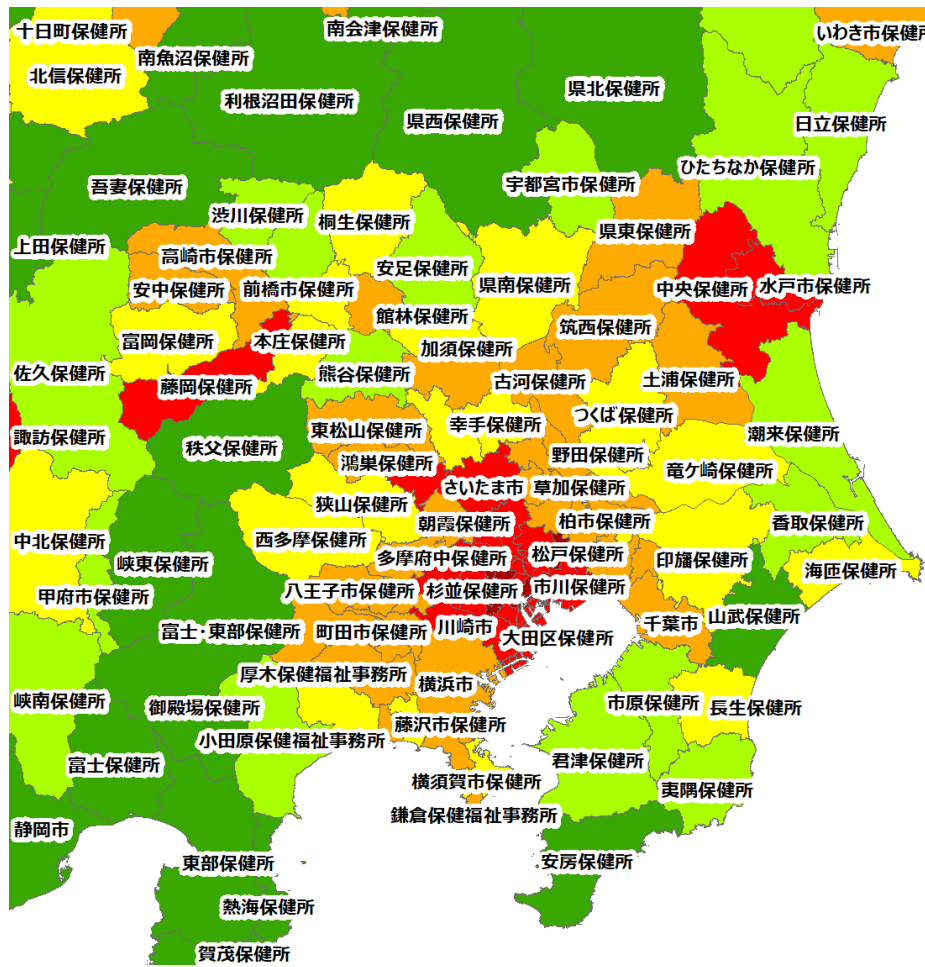 十日町保健所
南会津保健所
いわき市保健所
南魚沼保健所
北信保健所
利根沼田保健所
県北保健所
県西保健所
日立保健所
ひたちなか保健所
吾妻保健所
宇都宮市保健所
渋川保健所
桐生保健所
県東保健所
上田保健所
高崎市保健所
安足保健所
県南保健所
安中保健所
前橋市保健所
中央保健所
水戸市保健所
館林保健所
筑西保健所
富岡保健所
本庄保健所
加須保健所
佐久保健所
藤岡保健所
熊谷保健所
古河保健所
土浦保健所
つくば保健所
東松山保健所
幸手保健所
潮来保健所
諏訪保健所
秩父保健所
鴻巣保健所
野田保健所
竜ケ崎保健所
さいたま市
草加保健所
狭山保健所
朝霞保健所
柏市保健所
香取保健所
中北保健所
西多摩保健所
多摩府中保健所
松戸保健所
印旛保健所
峡東保健所
海匝保健所
八王子市保健所
杉並保健所
市川保健所
甲府市保健所
山武保健所
富士・東部保健所
町田市保健所
川崎市
大田区保健所
千葉市
厚木保健福祉事務所
横浜市
峡南保健所
御殿場保健所
市原保健所
長生保健所
藤沢市保健所
小田原保健福祉事務所
富士保健所
君津保健所
横須賀市保健所
夷隅保健所
鎌倉保健福祉事務所
静岡市
東部保健所
安房保健所
熱海保健所
賀茂保健所